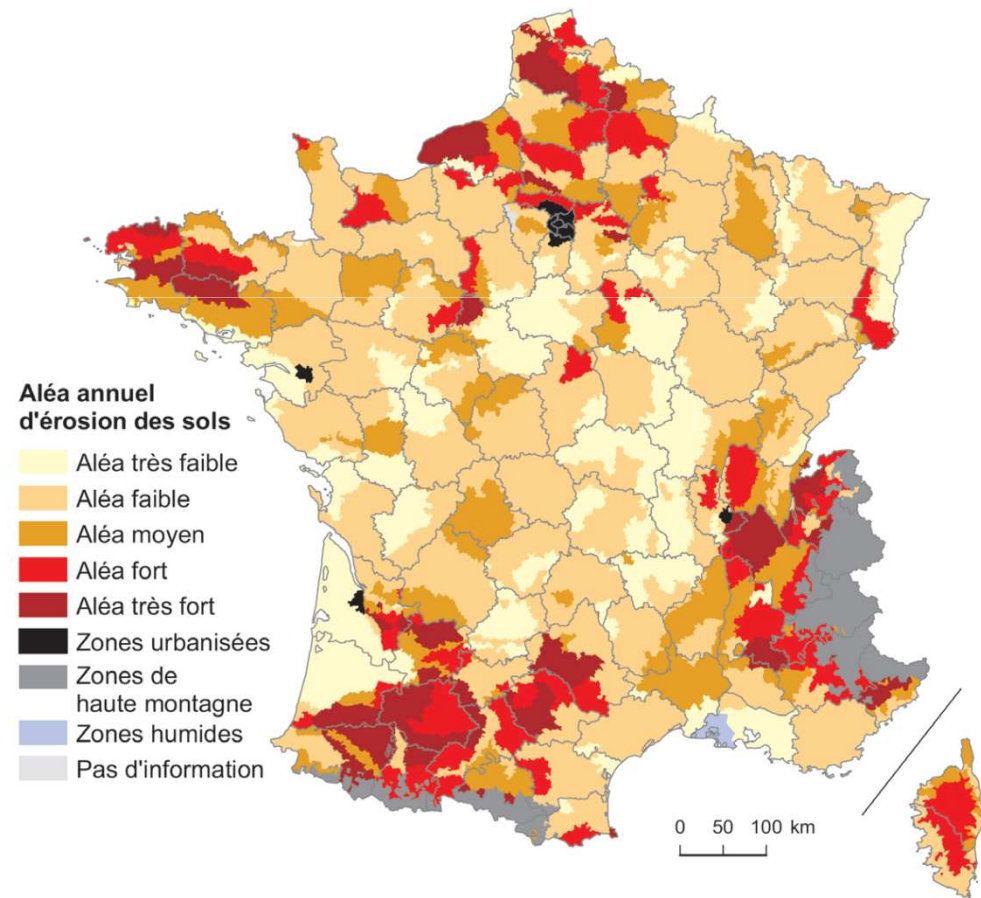 Aléa annuel
d'érosion des sols
Aléa très faible
Aléa faible
Aléa moyen
Aléa fort
Aléa très fort
Zones urbanisées
Zones de
haute montagne
Zones humides
Pas d'information
0 50 100 km